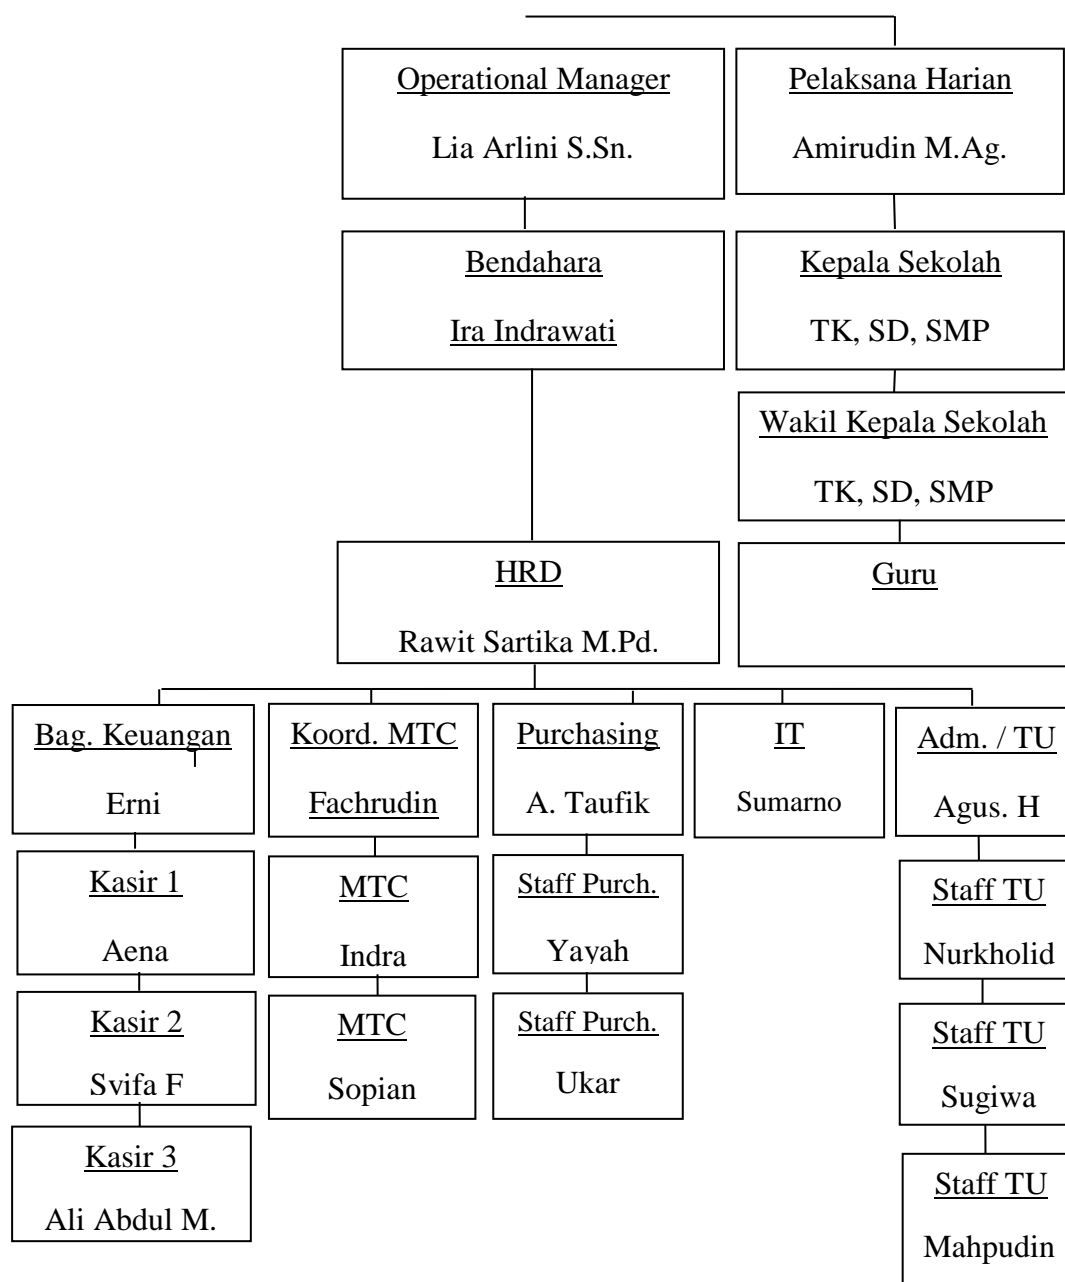 Operational Manager
Lia Arlini S.Sn.
Pelaksana Harian
Amirudin M.Ag.
Bendahara
Ira Indrawati
Kepala Sekolah
TK, SD, SMP
Wakil Kepala Sekolah
TK, SD, SMP
HRD
Rawit Sartika M.Pd.
Guru
Bag. Keuangan
Erni
Koord. MTC
Fachrudin
Purchasing
A. Taufik
IT
Sumarno
Adm. / TU
Agus. H
Kasir 1
Aena
MTC
Indra
Staff Purch.
Yayah
Staff TU
Nurkholid
Kasir 2
Svifa F
MTC
Sopian
Staff Purch.
Ukar
Staff TU
Sugiwa
Kasir 3
Ali Abdul M.
Staff TU
Mahpudin